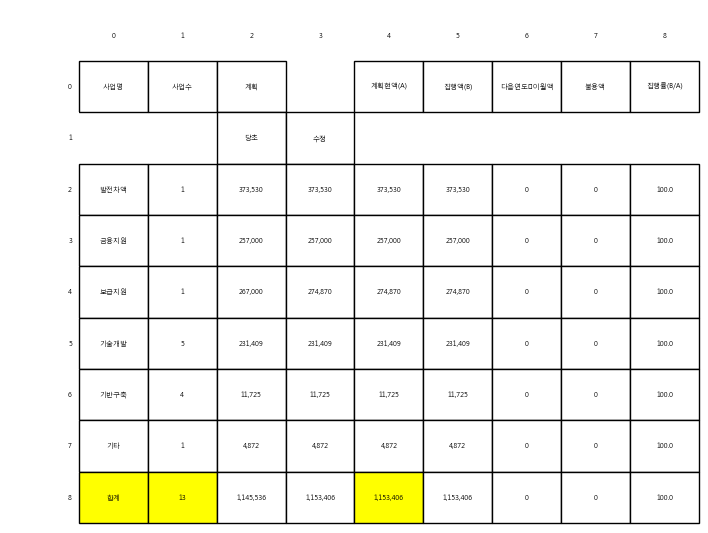 0 1 2 3 4 5 6 7 8
0 사업명 사업수 계획 계획현액(A) 집행액(B) 다음연도□이월액 불용액 집행률(B/A)
1 당초 수정
2 발전차액 1 373,530 373,530 373,530 373,530 0 0 100.0
3 금융지원 1 257,000 257,000 257,000 257,000 0 0 100.0
4 보급지원 1 267,000 274,870 274,870 274,870 0 0 100.0
5 기술개발 5 231,409 231,409 231,409 231,409 0 0 100.0
6 기반구축 4 11,725 11,725 11,725 11,725 0 0 100.0
7 기타 1 4,872 4,872 4,872 4,872 0 0 100.0
8 합계 13 1,145,536 1,153,406 1,153,406 1,153,406 0 0 100.0